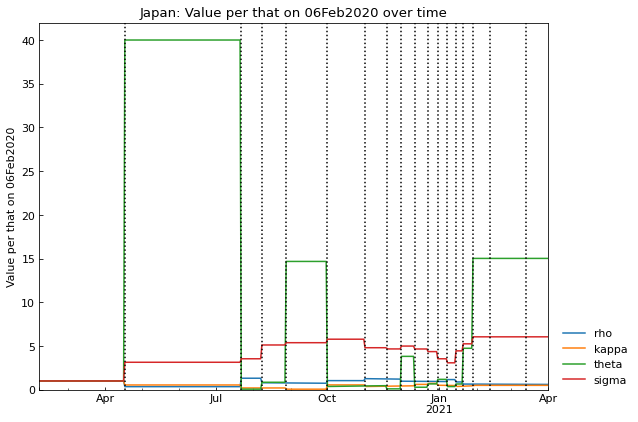 Japan: Value per that on 06Feb2020 over time
Value per that on 06Feb2020
40
35
30
25
20
15
10
5
0
Apr
Jul
Oct
Jan
2021
Apr
rho
kappa
theta
sigma